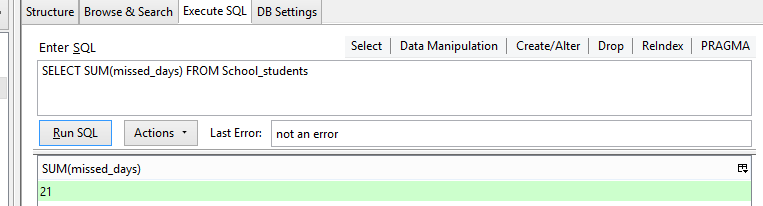 Structure Browse & Search Execute SQL DB Settings
Enter SQL Select Data Manipulation Create/Alter Drop ReIndex PRAGMA
SELECT SUM(missed_days) FROM School_students
Run SQL Actions Last Error: not an error
SUM(missed_days)
21